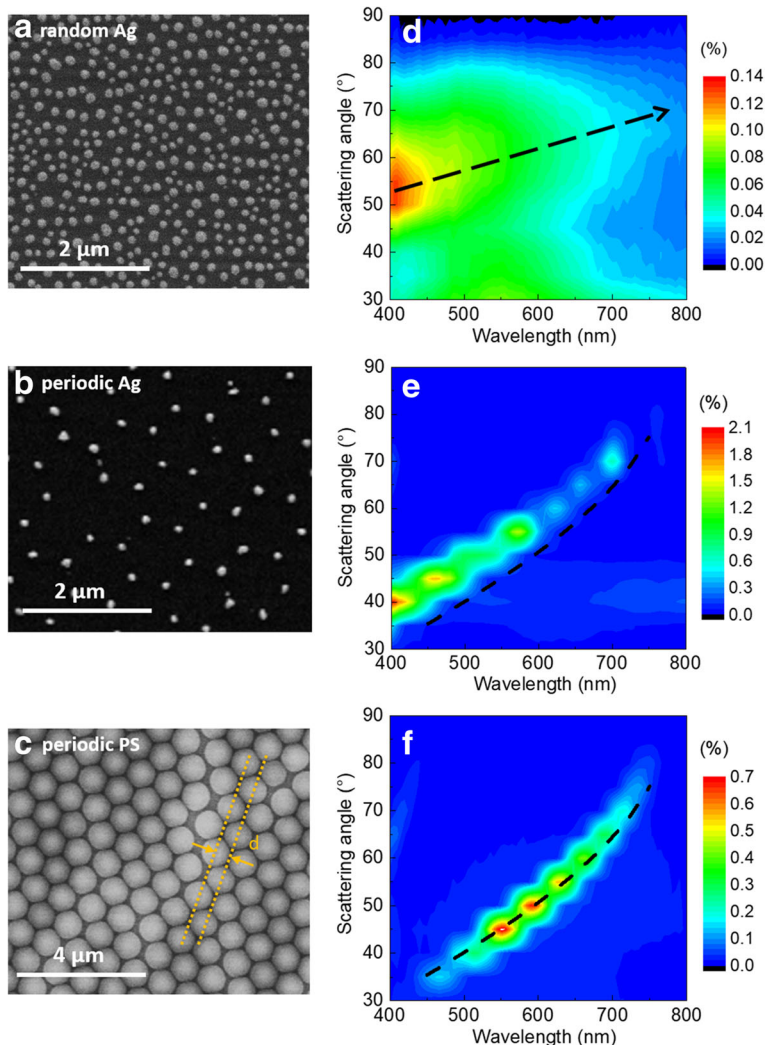 a random Ag
2 μm
d
(%)
Scattering angle (°)
90
80
70
60
50
40
30
400 500 600 700 800
Wavelength (nm)
0.14
0.12
0.10
0.08
0.06
0.04
0.02
0.00
b periodic Ag
2 μm
e
(%)
Scattering angle (°)
90
80
70
60
50
40
30
400 500 600 700 800
Wavelength (nm)
2.1
1.8
1.5
1.2
0.9
0.6
0.3
0.0
c periodic PS
d
4 μm
f
(%)
Scattering angle (°)
90
80
70
60
50
40
30
400 500 600 700 800
Wavelength (nm)
0.7
0.6
0.5
0.4
0.3
0.2
0.1
0.0